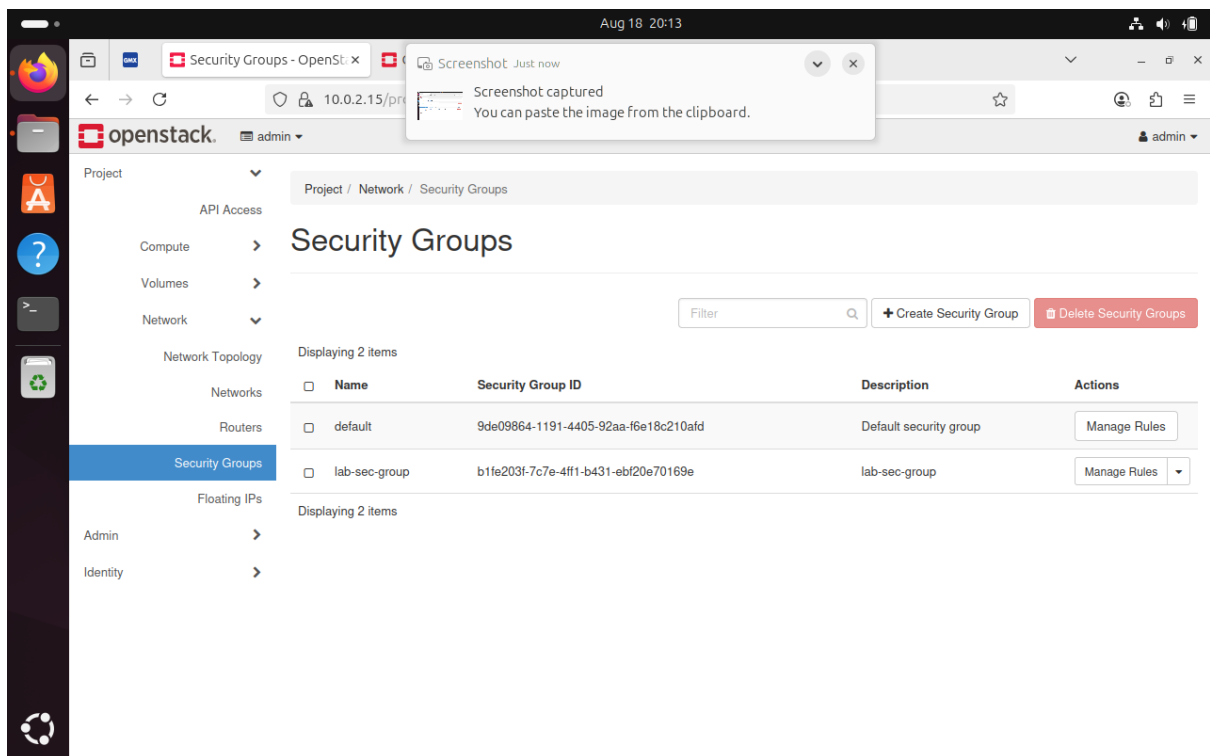 Aug 18 20:13
GMX
Security Groups - OpenSt
Screenshot Just now
Screenshot captured
You can paste the image from the clipboard.
10.0.2.15/pro
openstack.
admin
admin
Project
API Access
Compute
Volumes
Network
Network Topology
Networks
Routers
Security Groups
Floating IPs
Admin
Identity
Project / Network / Security Groups
Security Groups
Filter
+ Create Security Group
Delete Security Groups
Displaying 2 items
Name Security Group ID Description Actions
default 9de09864-1191-4405-92aa-f6e18c210afd Default security group Manage Rules
lab-sec-group b1fe203f-7c7e-4ff1-b431-ebf20e70169e lab-sec-group Manage Rules
Displaying 2 items